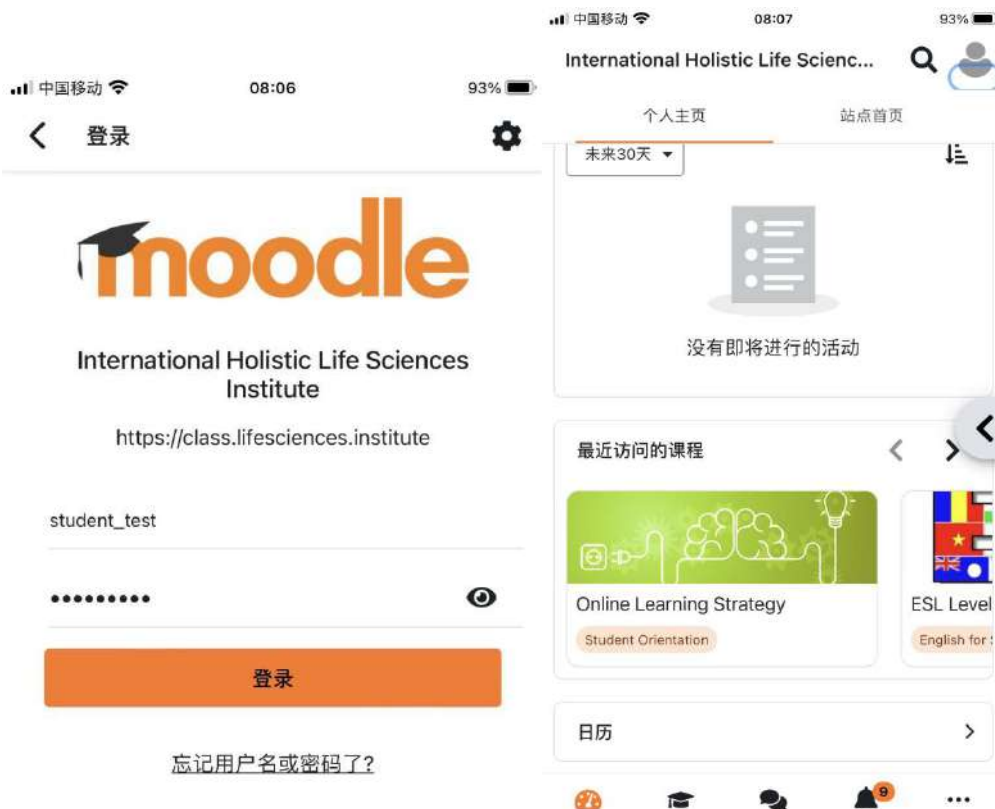 中国移动 08:06 93%
登录
moodle
International Holistic Life Sciences
Institute
https://class.lifesciences.institute
student_test
•••••••••
登录
忘记用户名或密码了?
中国移动 08:07 93%
International Holistic Life Scienc...
个人主页 站点首页
未来30天
没有即将进行的活动
最近访问的课程
Online Learning Strategy
Student Orientation
ESL Level
English for
日历
9